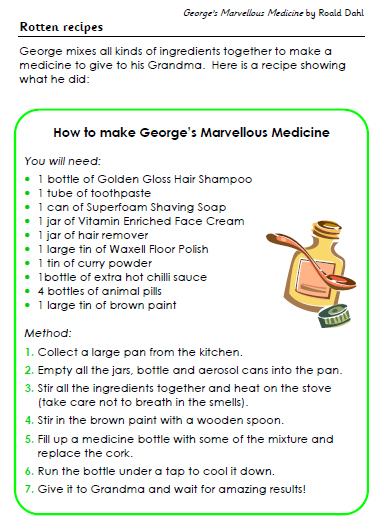 George's Marvellous Medicine by Roald Dahl
Rotten recipes
George mixes all kinds of ingredients together to make a
medicine to give to his Grandma. Here is a recipe showing
what he did:
How to make George's Marvellous Medicine
You will need:
• 1 bottle of Golden Gloss Hair Shampoo
• 1 tube of toothpaste
• 1 can of Superfoam Shaving Soap
• 1 jar of Vitamin Enriched Face Cream
• 1 jar of hair remover
• 1 large tin of Waxell Floor Polish
• 1 tin of curry powder
• 1bottle of extra hot chilli sauce
• 4 bottles of animal pills
• 1 large tin of brown paint
Method:
1. Collect a large pan from the kitchen.
2. Empty all the jars, bottle and aerosol cans into the pan.
3. Stir all the ingredients together and heat on the stove
(take care not to breath in the smells).
4. Stir in the brown paint with a wooden spoon.
5. Fill up a medicine bottle with some of the mixture and
replace the cork.
6. Run the bottle under a tap to cool it down.
7. Give it to Grandma and wait for amazing results!